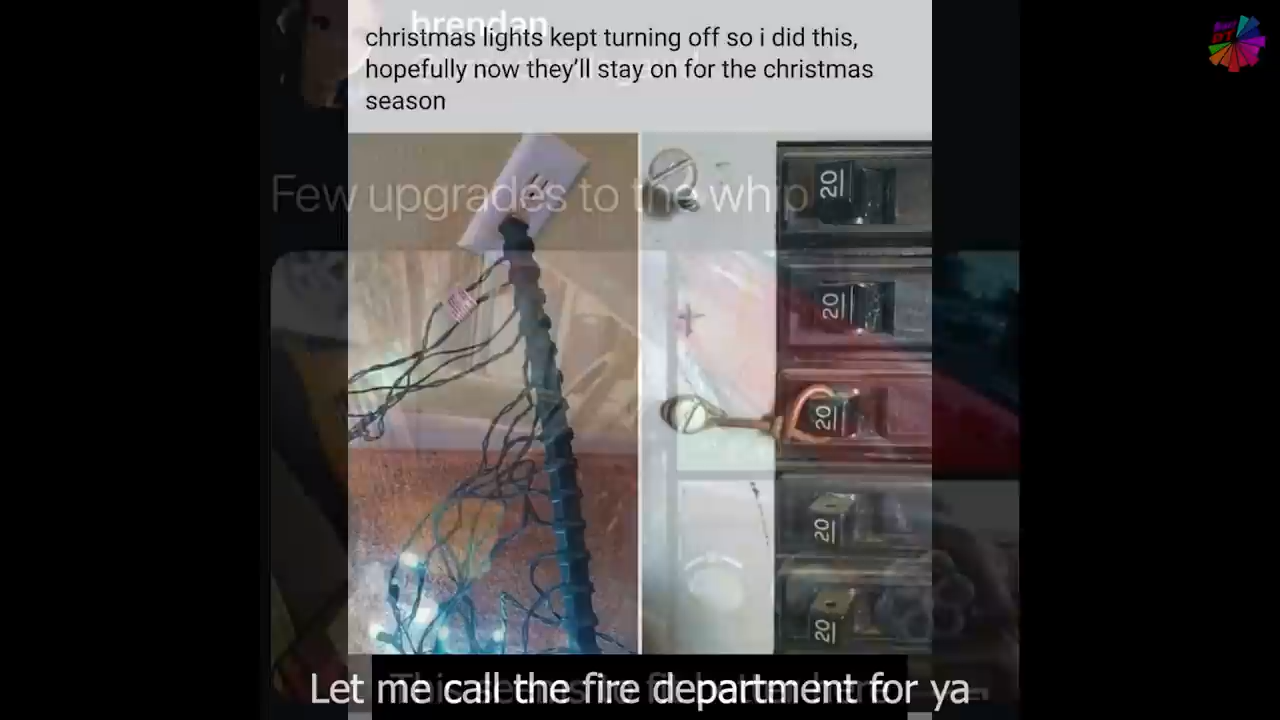 brendan
christmas lights kept turning off so i did this,
hopefully now they'll stay on for the christmas
season
Few upgrades to the whip
20
20
20
20
20
Let me call the fire department for ya